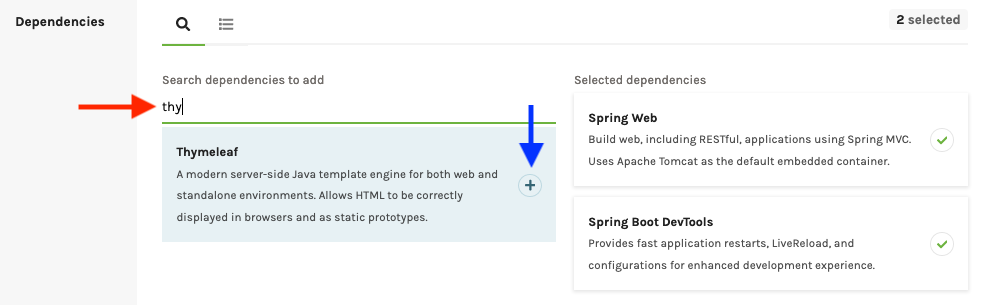 Dependencies
2 selected
Search dependencies to add
thy
Thymeleaf
A modern server-side Java template engine for both web and
standalone environments. Allows HTML to be correctly
displayed in browsers and as static prototypes.
Selected dependencies
Spring Web
Build web, including RESTful, applications using Spring MVC.
Uses Apache Tomcat as the default embedded container.
Spring Boot DevTools
Provides fast application restarts, LiveReload, and
configurations for enhanced development experience.